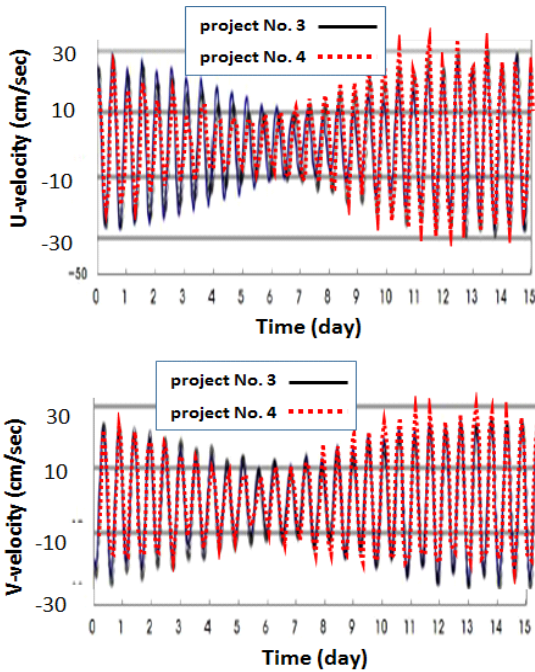 project No. 3
project No. 4
U-velocity (cm/sec)
30
10
-10
-30
-50
0 1 2 3 4 5 6 7 8 9 10 11 12 13 14 15
Time (day)
project No. 3
project No. 4
V-velocity (cm/sec)
30
10
-10
-30
0 1 2 3 4 5 6 7 8 9 10 11 12 13 14 15
Time (day)